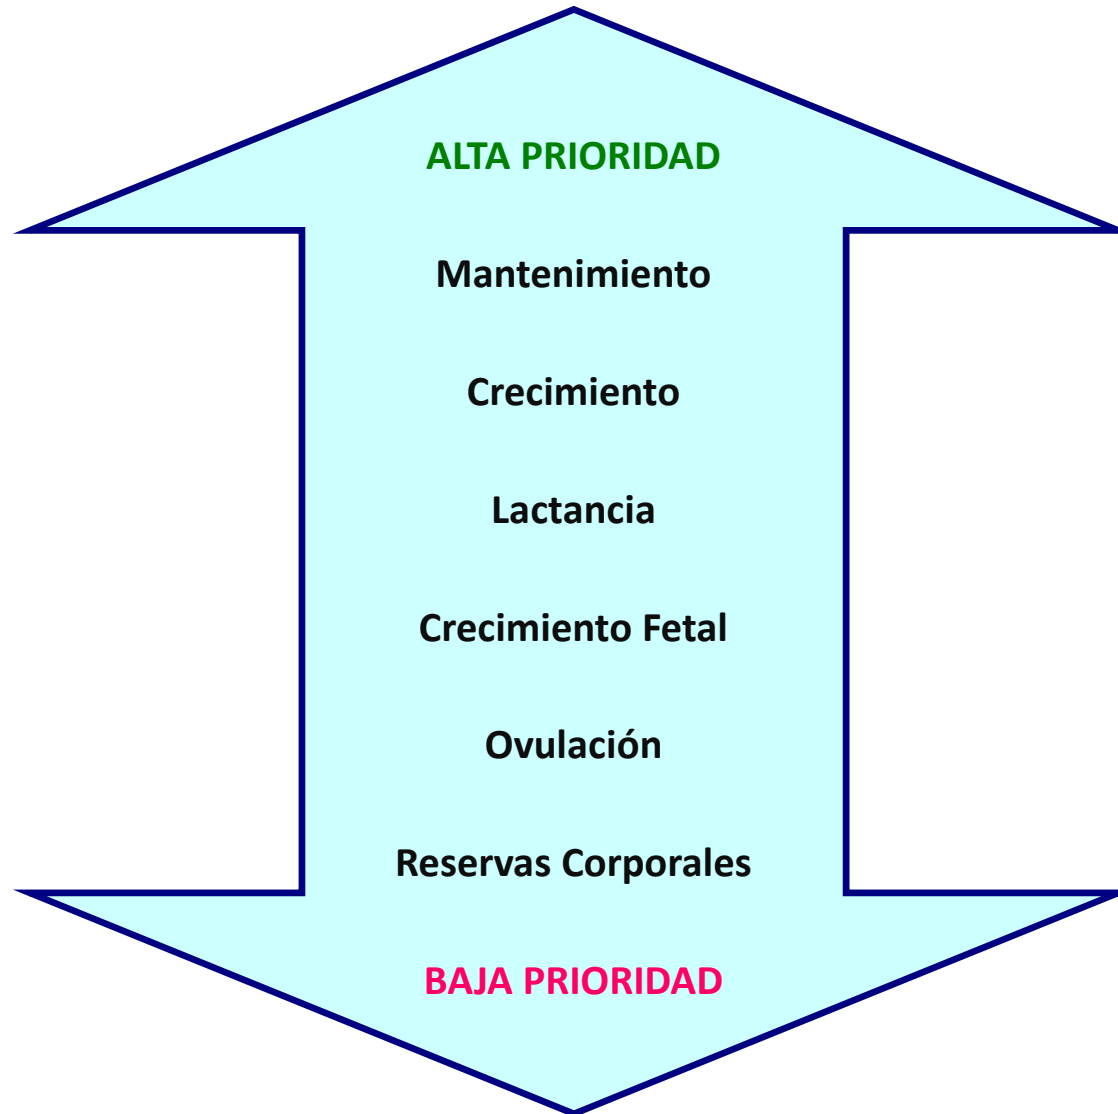 ALTA PRIORIDAD
Mantenimiento
Crecimiento
Lactancia
Crecimiento Fetal
Ovulación
Reservas Corporales
BAJA PRIORIDAD